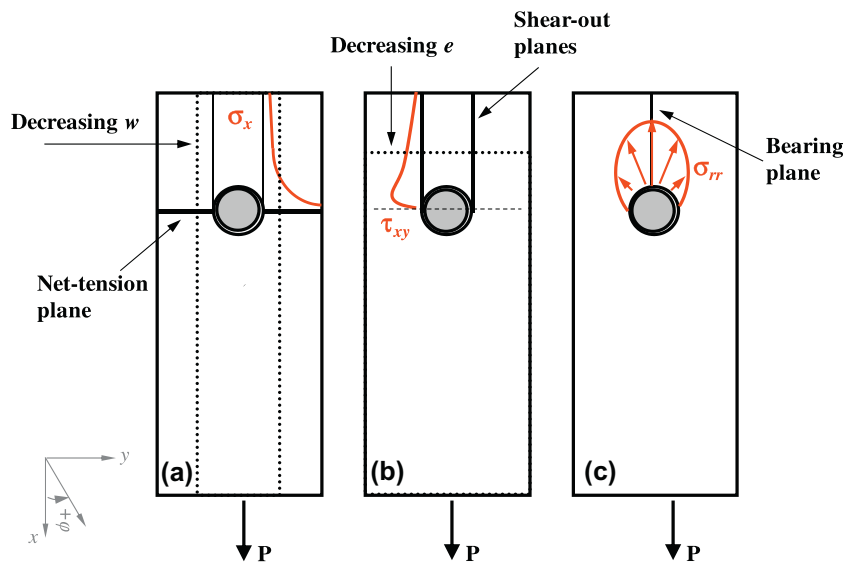 Decreasing w
Net-tension
plane
σx
(a)
P
Decreasing e
Shear-out
planes
τxy
(b)
P
Bearing
plane
σrr
(c)
P
y
x
+φ